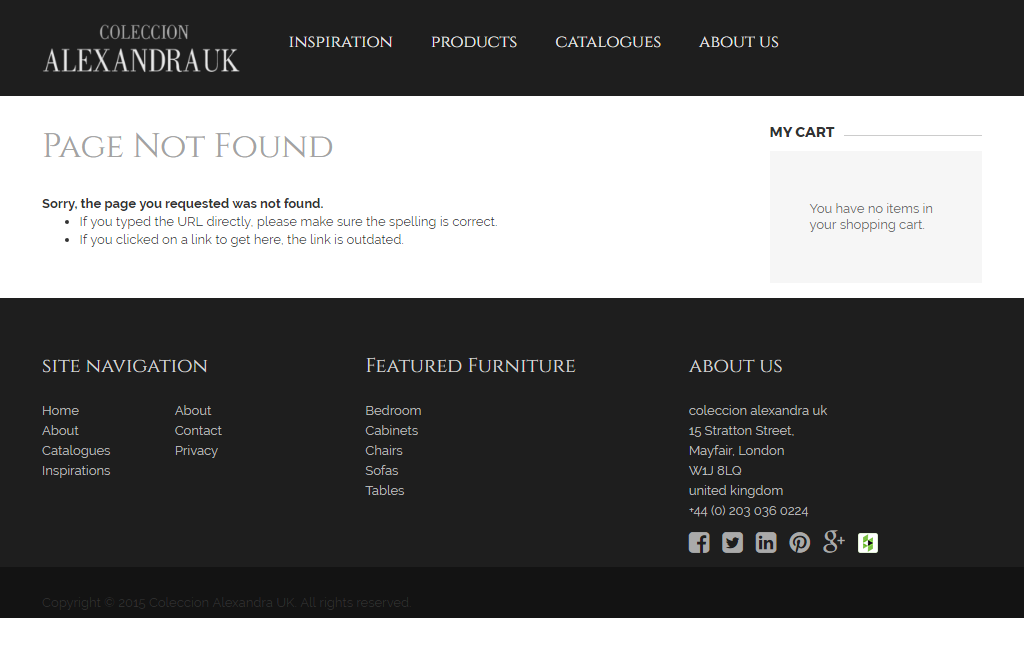 COLECCION
ALEXANDRA UK
INSPIRATION
PRODUCTS
CATALOGUES
ABOUT US
Page Not Found
Sorry, the page you requested was not found.
If you typed the URL directly, please make sure the spelling is correct.
If you clicked on a link to get here, the link is outdated.
MY CART
You have no items in
your shopping cart.
SITE NAVIGATION
Home
About
Catalogues
Inspirations
About
Contact
Privacy
Featured Furniture
Bedroom
Cabinets
Chairs
Sofas
Tables
ABOUT US
coleccion alexandra uk
15 Stratton Street,
Mayfair, London
W1J 8LQ
united kingdom
+44 (0) 203 036 0224
Copyright © 2015 Coleccion Alexandra UK. All rights reserved.